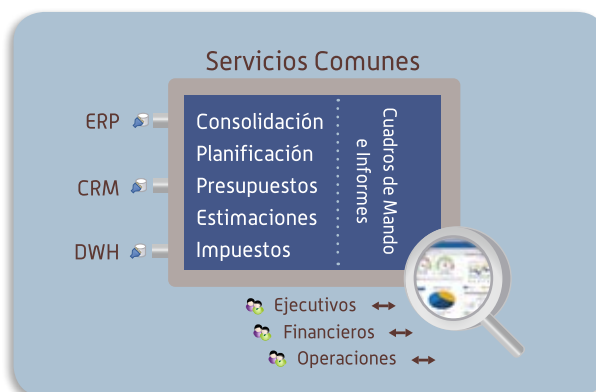 Servicios Comunes
ERP
CRM
DWH
Consolidación
Planificación
Presupuestos
Estimaciones
Impuestos
Cuadros de Mando
e Informes
Ejecutivos
Financieros
Operaciones